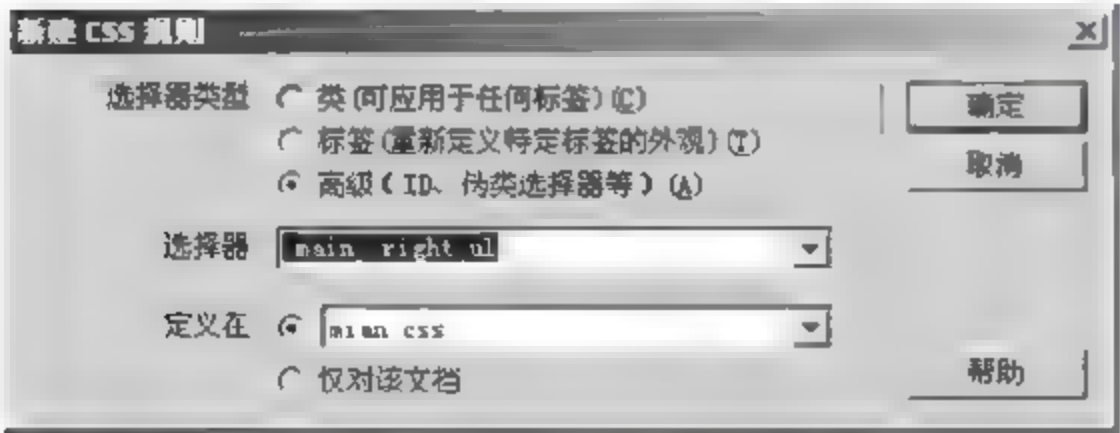 新建 CSS 规则
选择器类型 类(可应用于任何标签)(C)
标签(重新定义特定标签的外观)(T)
高级(ID、伪类选择器等)(A)
确定
取消
选择器 main_right ul
定义在 mian css
仅对该文档
帮助